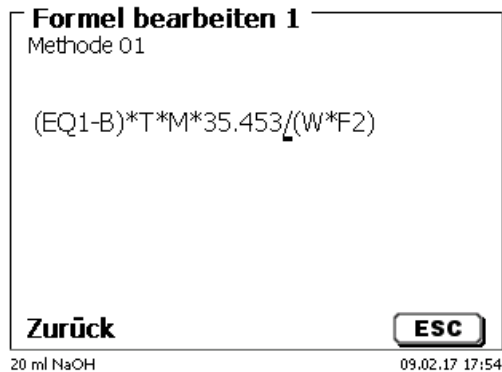 Formel bearbeiten 1
Methode 01
(EQ1-B)*T*M*35.453/(W*F2)
Zurück
ESC
20 ml NaOH
09.02.17 17:54